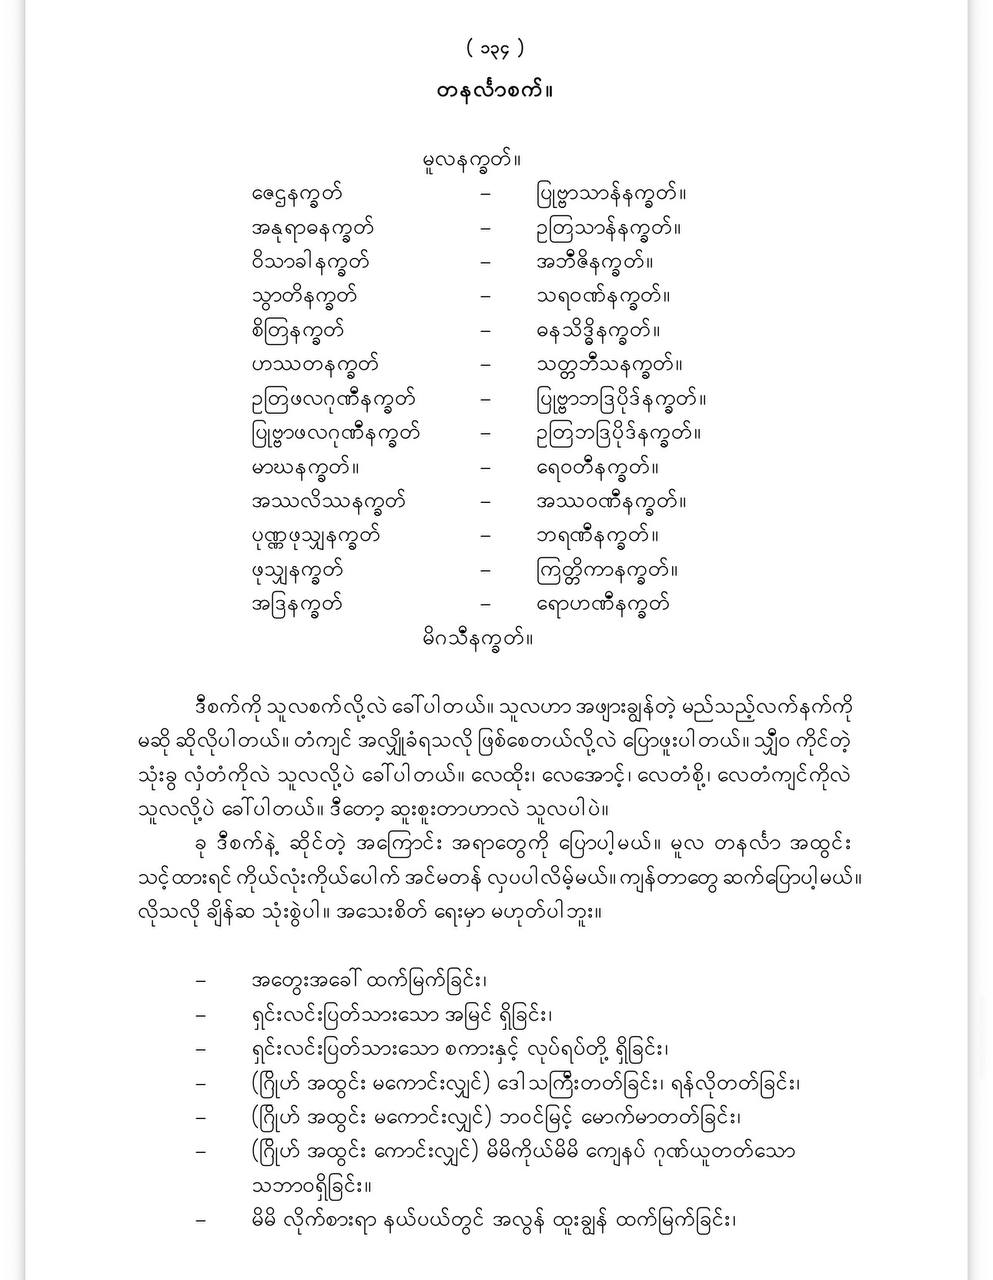 ( ၁၃၄ )
တနင်္လာစက်။
မူလနက္ခတ်။
ဇေဌနက္ခတ် – ပြုဗ္ဗာသာန်နက္ခတ်။
အနုရာဓနက္ခတ် – ဥတြသာန်နက္ခတ်။
ဝိသာခါနက္ခတ် – အဘီဇိနက္ခတ်။
သွာတိနက္ခတ် – သရဝဏ်နက္ခတ်။
စိတြနက္ခတ် – ဓနသိဒ္ဓိနက္ခတ်။
ဟဿတနက္ခတ် – သတ္တဘီသနက္ခတ်။
ဥတြဖလဂုဏီနက္ခတ် – ပြုဗ္ဗာဘဒြပိုဒ်နက္ခတ်။
ပြုဗ္ဗာဖလဂုဏီနက္ခတ် – ဥတြဘဒြပိုဒ်နက္ခတ်။
မာဃနက္ခတ်။ – ရေဝတီနက္ခတ်။
အဿလိဿနက္ခတ် – အဿဝဏီနက္ခတ်။
ပုဏ္ဏဖုသျှနက္ခတ် – ဘရဏီနက္ခတ်။
ဖုသျှနက္ခတ် – ကြတ္တိကာနက္ခတ်။
အဒြနက္ခတ် – ရောဟဏီနက္ခတ်
မိဂသီနက္ခတ်။
ဒီစက်ကို သူလစက်လို့လဲ ခေါ်ပါတယ်။ သူလဟာ အဖျားချွန်တဲ့ မည်သည့်လက်နက်ကို
မဆို ဆိုလိုပါတယ်။ တံကျင် အလျှိုခံရသလို ဖြစ်စေတယ်လို့လဲ ပြောဖူးပါတယ်။ သျှီဝ ကိုင်တဲ့
သုံးခွ လှံတံကိုလဲ သူလလို့ပဲ ခေါ်ပါတယ်။ လေထိုး၊ လေအောင့်၊ လေတံစို့၊ လေတံကျင်ကိုလဲ
သူလလို့ပဲ ခေါ်ပါတယ်။ ဒီတော့ ဆူးစူးတာဟာလဲ သူလပါပဲ။
ခု ဒီစက်နဲ့ ဆိုင်တဲ့ အကြောင်း အရာတွေကို ပြောပါ့မယ်။ မူလ တနင်္လာ အထွင်း
သင့်ထားရင် ကိုယ်လုံးကိုယ်ပေါက် အင်မတန် လှပပါလိမ့်မယ်။ ကျန်တာတွေ ဆက်ပြောပါ့မယ်။
လိုသလို ချိန်ဆ သုံးစွဲပါ။ အသေးစိတ် ရေးမှာ မဟုတ်ပါဘူး။
– အတွေးအခေါ် ထက်မြက်ခြင်း၊
– ရှင်းလင်းပြတ်သားသော အမြင် ရှိခြင်း၊
– ရှင်းလင်းပြတ်သားသော စကားနှင့် လုပ်ရပ်တို့ ရှိခြင်း၊
– (ဂြိုဟ် အထွင်း မကောင်းလျှင်) ဒေါသကြီးတတ်ခြင်း၊ ရန်လိုတတ်ခြင်း၊
– (ဂြိုဟ် အထွင်း မကောင်းလျှင်) ဘဝင်မြင့် မောက်မာတတ်ခြင်း၊
– (ဂြိုဟ် အထွင်း ကောင်းလျှင်) မိမိကိုယ်မိမိ ကျေနပ် ဂုဏ်ယူတတ်သော
သဘာဝရှိခြင်း။
– မိမိ လိုက်စားရာ နယ်ပယ်တွင် အလွန် ထူးချွန် ထက်မြက်ခြင်း၊